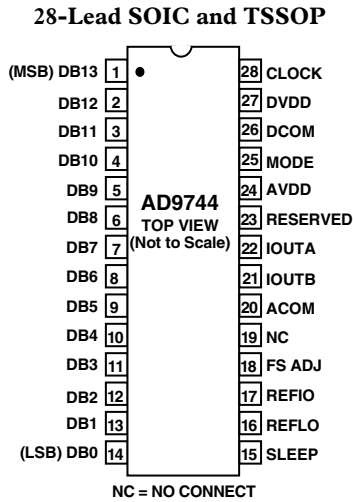 28-Lead SOIC and TSSOP
(MSB) DB13 1 28 CLOCK
DB12 2 27 DVDD
DB11 3 26 DCOM
DB10 4 25 MODE
DB9 5 24 AVDD
AD9744
DB8 6 23 RESERVED
TOP VIEW
(Not to Scale)
DB7 7 22 IOUTA
DB6 8 21 IOUTB
DB5 9 20 ACOM
DB4 10 19 NC
DB3 11 18 FS ADJ
DB2 12 17 REFIO
DB1 13 16 REFLO
(LSB) DB0 14 15 SLEEP
NC = NO CONNECT